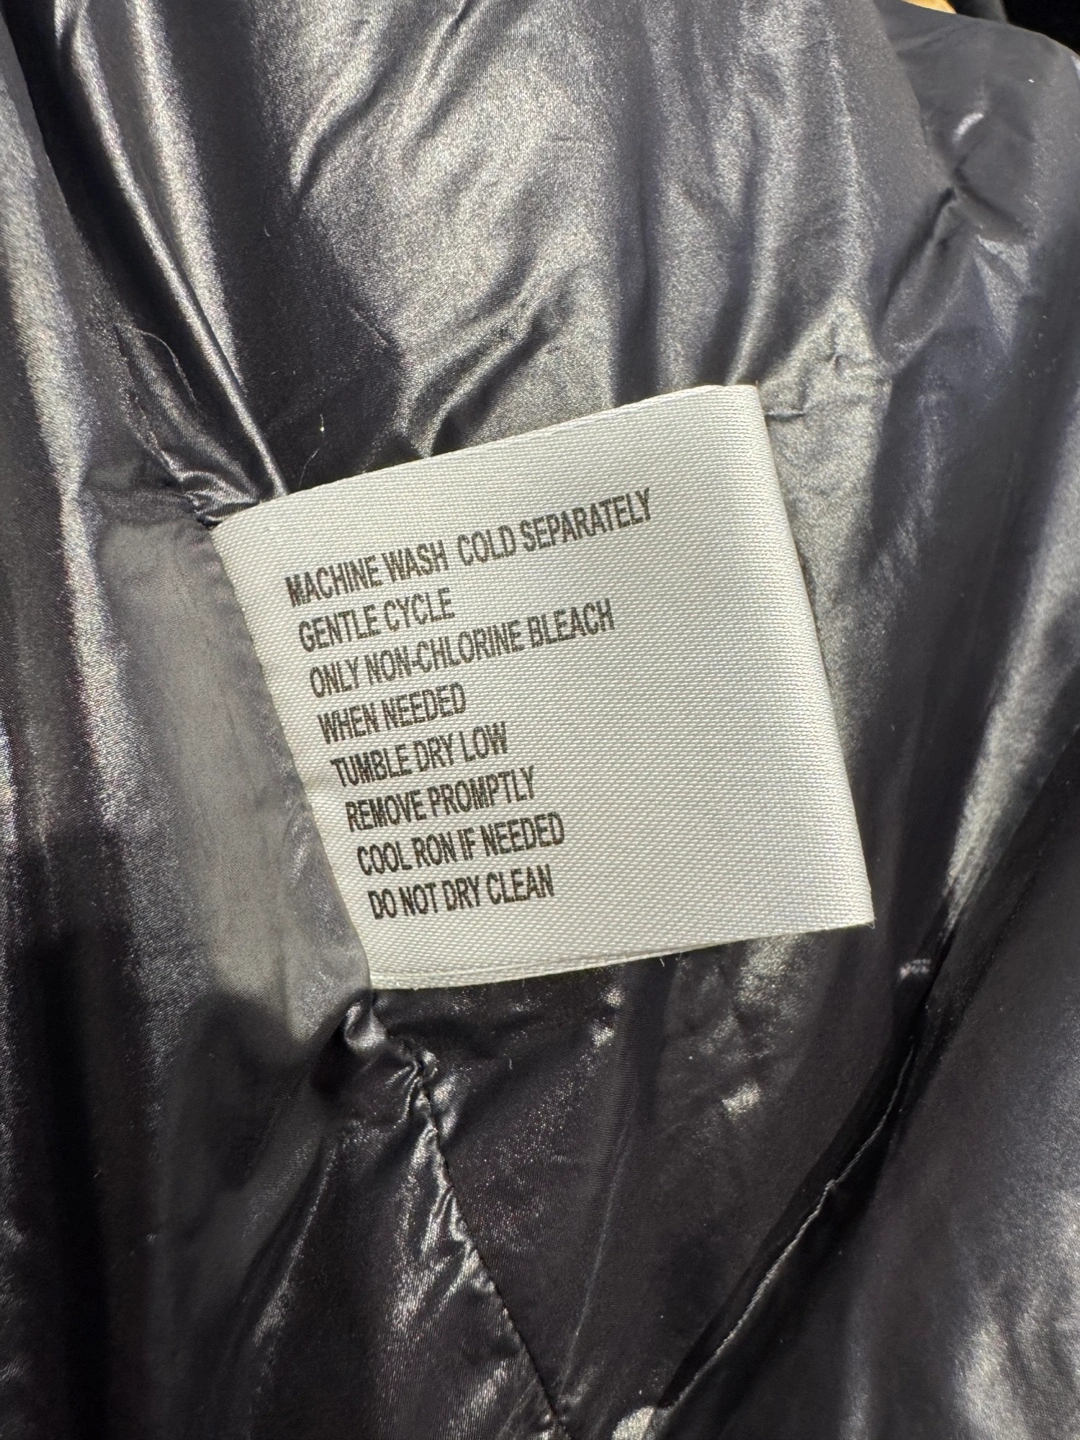 MACHINE WASH COLD SEPARATELY
GENTLE CYCLE
ONLY NON-CHLORINE BLEACH
WHEN NEEDED
TUMBLE DRY LOW
REMOVE PROMPTLY
COOL RON IF NEEDED
DO NOT DRY CLEAN